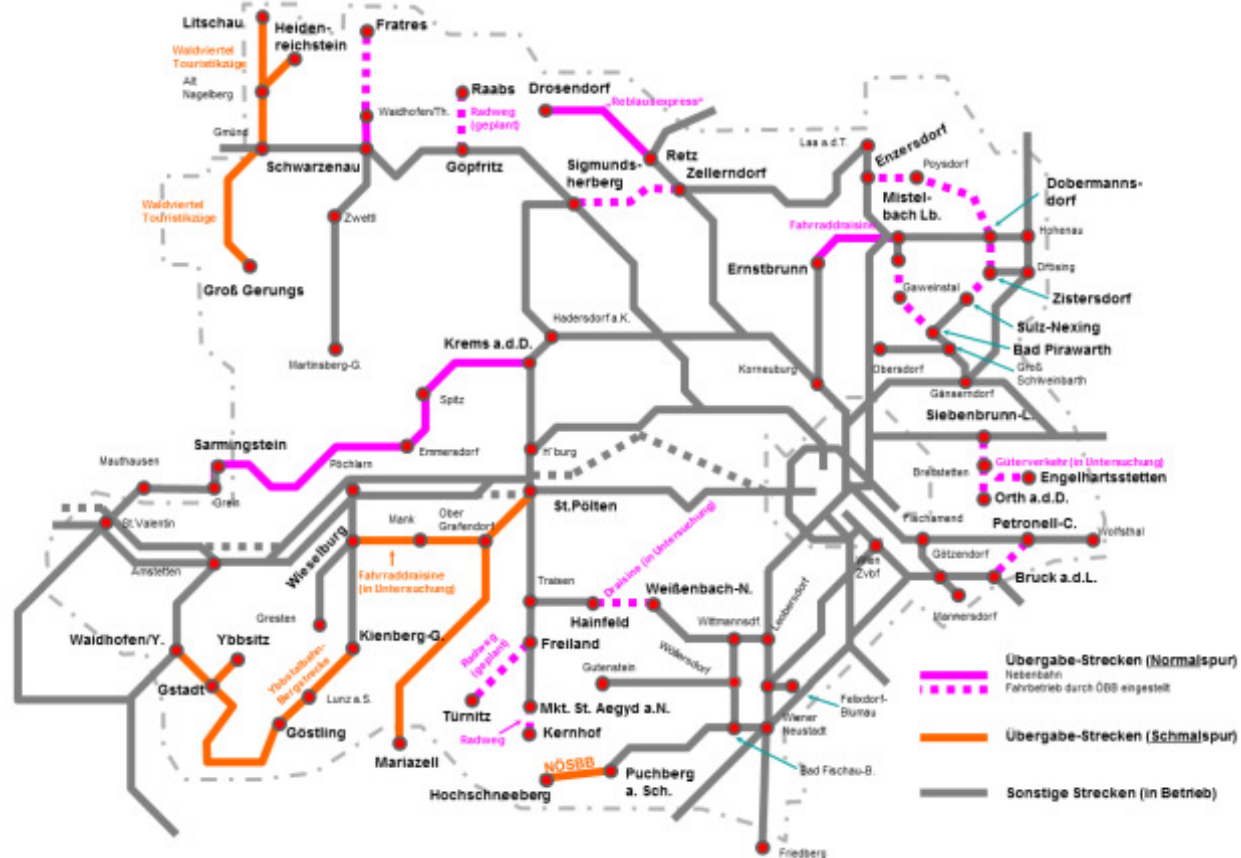 Litschau
Heiden-
reichstein
Fratres
Waldviertel
Touristikzüge
Alt
Nagelberg
Waidhofen/Th.
Raabs
Radweg
(geplant)
Drosendorf
„Reblausexpress“
Gmünd
Schwarzenau
Göpfritz
Sigmunds-
herberg
Retz
Zellerndorf
Laa a.d.T.
Enzersdorf
Poysdorf
Mistel-
bach Lb.
Dobermanns-
dorf
Waldviertel
Touristikzüge
Zwettl
Fahrraddraisine
Hohenau
Groß Gerungs
Ernstbrunn
Gaweinstal
Zistersdorf
Sulz-Nexing
Bad Pirawarth
Groß
Schweinbarth
Hadersdorf a.K.
Krems a.d.D.
Martinsberg-G.
Korneuburg
Obersdorf
Gänserndorf
Spitz
Siebenbrunn-L.
Sarmingstein
Emmersdorf
Pöchlarn
H´burg
Mauthausen
Grein
Güterverkehr (in Untersuchung)
Breitstetten
Engelhartsstetten
Orth a.d.D.
St.Valentin
St.Pölten
Mank
Ober
Grafendorf
Wieselburg
Fischamend
Petronell-C.
Wolfsthal
Götzendorf
Wien
Zvbf
Amstetten
Fahrraddraisine
(in Untersuchung)
Traisen
Draisine (in Untersuchung)
Weißenbach-N.
Bruck a.d.L.
Mannersdorf
Gresten
Hainfeld
Wittmannsdf.
Leobersdorf
Waidhofen/Y.
Ybbsitz
Kienberg-G.
Freiland
Radweg
(geplant)
Wöllersdorf
Gutenstein
Gstadt
Ybbstalbahn-
Bergstrecke
Lunz a.S.
Türnitz
Mkt. St. Aegyd a.N.
Felixdorf-
Blumau
Göstling
Radweg
Kernhof
Wiener
Neustadt
Mariazell
NÖSBB
Hochschneeberg
Puchberg
a. Sch.
Bad Fischau-B.
Friedberg
Übergabe-Strecken (Normalspur)
Nebenbahn
Fahrbetrieb durch ÖBB eingestellt
Übergabe-Strecken (Schmalspur)
Sonstige Strecken (in Betrieb)